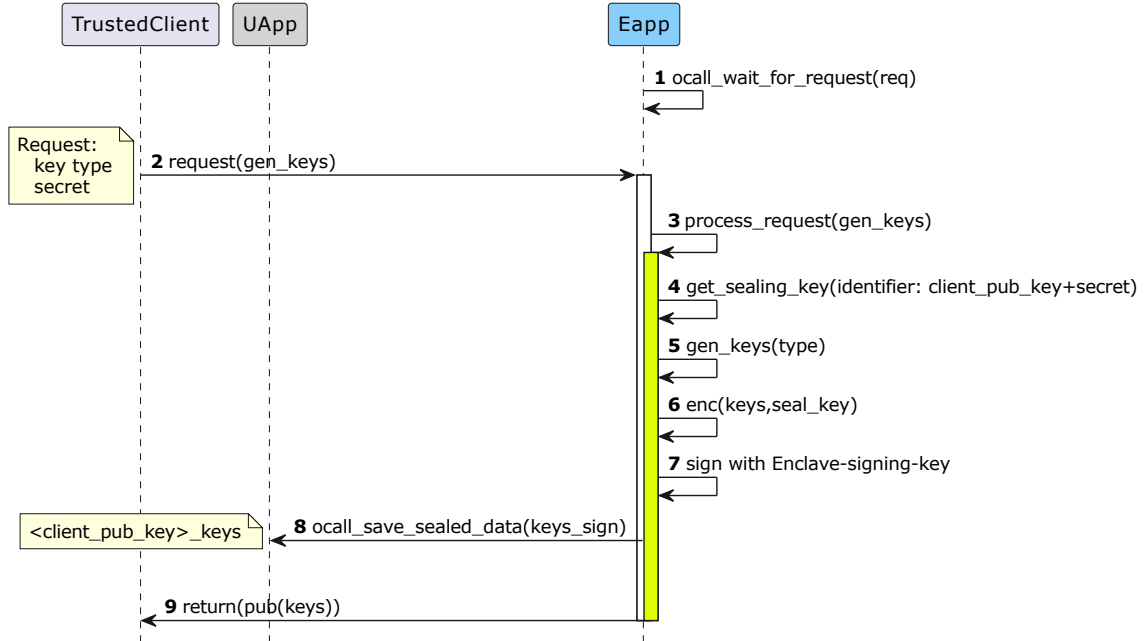 TrustedClient
UApp
Eapp
1 ocall_wait_for_request(req)
Request:
key type
secret
2 request(gen_keys)
3 process_request(gen_keys)
4 get_sealing_key(identifier: client_pub_key+secret)
5 gen_keys(type)
6 enc(keys,seal_key)
7 sign with Enclave-signing-key
<client_pub_key>_keys
8 ocall_save_sealed_data(keys_sign)
9 return(pub(keys))